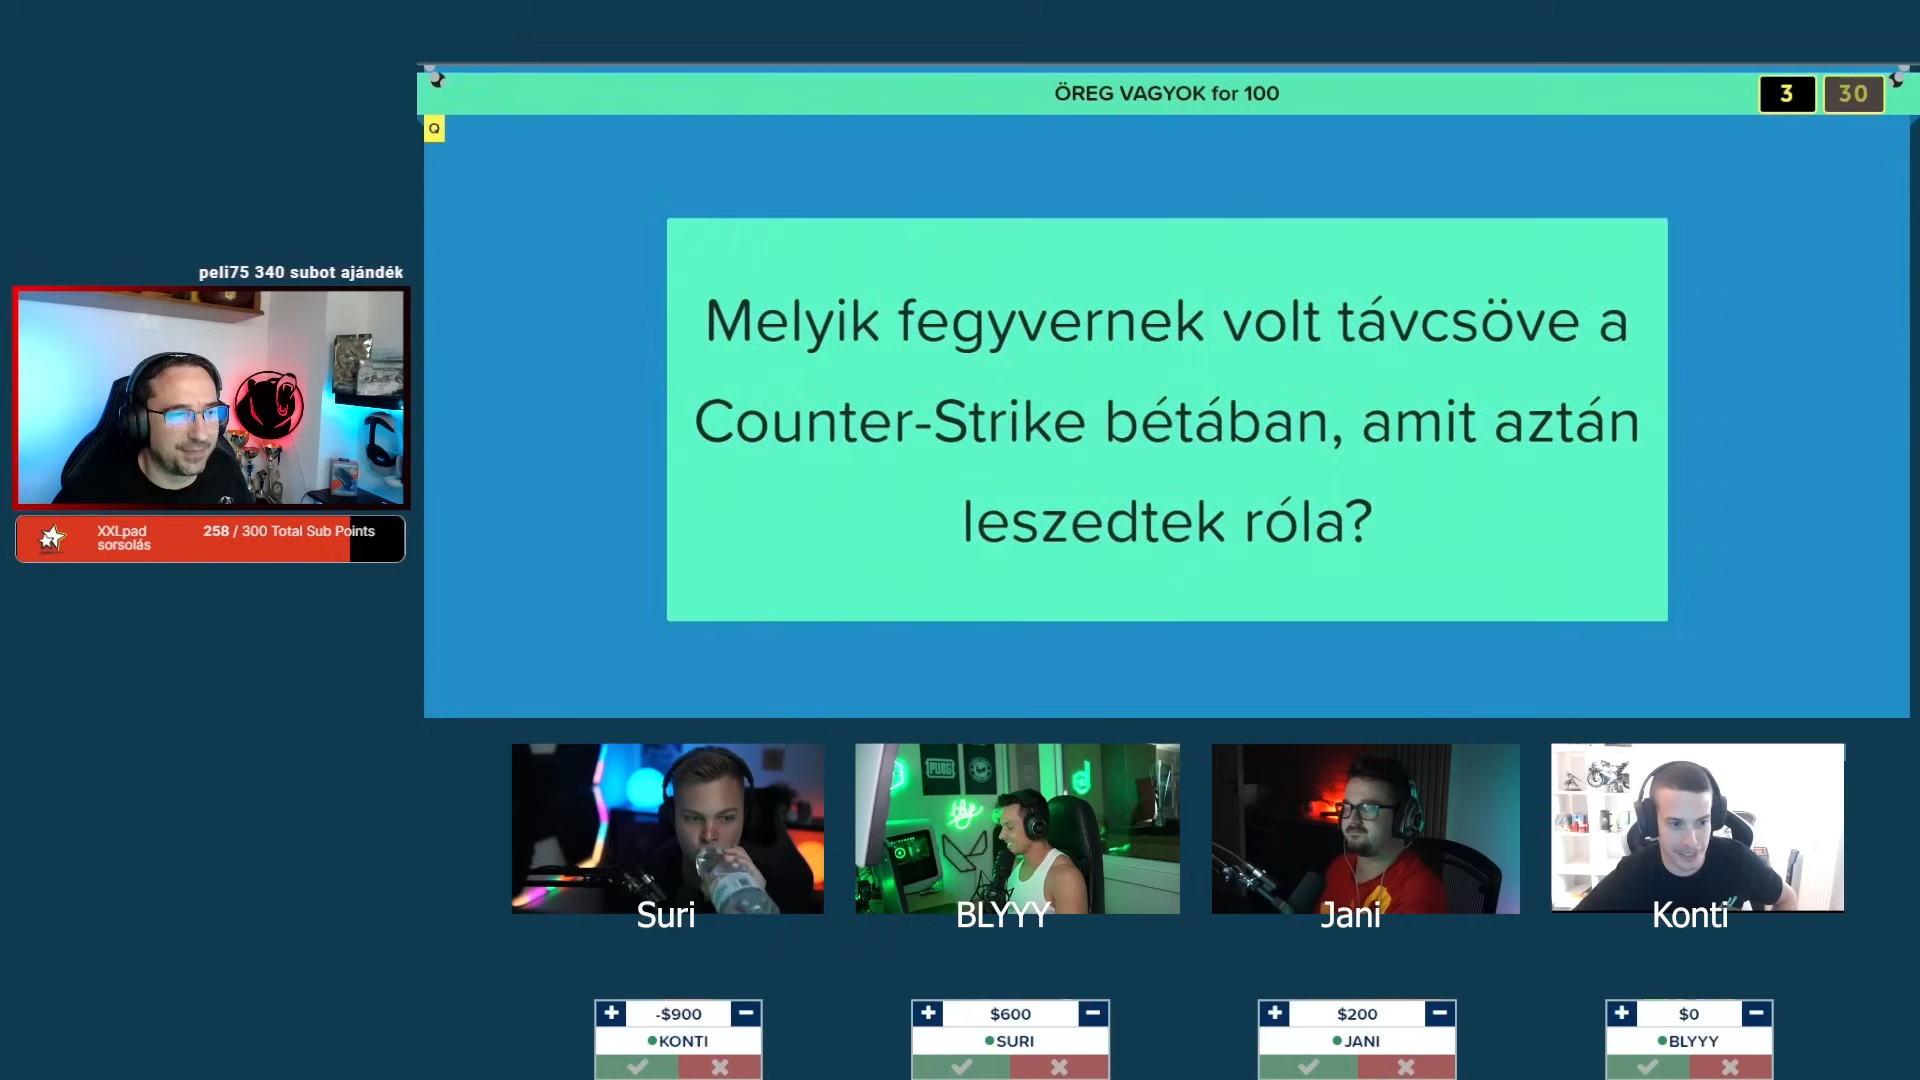 ÖREG VAGYOK for 100
3
30
Q
Melyik fegyvernek volt távcsöve a
Counter-Strike bétában, amit aztán
leszedtek róla?
peli75 340 subot ajándék
XXLpad
sorsolás
258 / 300 Total Sub Points
PUBG
Suri
BLYYY
Jani
Konti
-$900
KONTI
$600
SURI
$200
JANI
$0
BLYYY